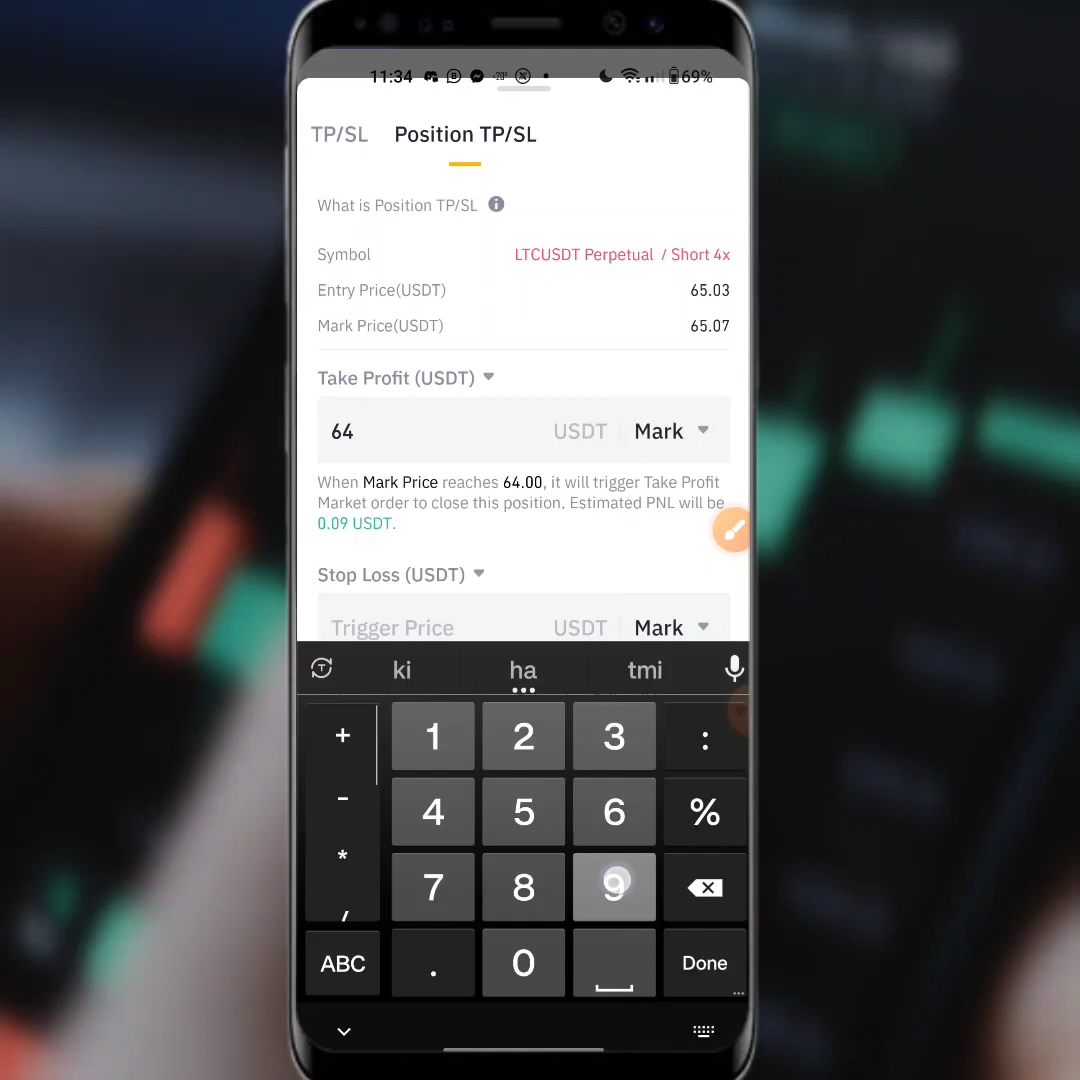 11:34 69%
TP/SL Position TP/SL
What is Position TP/SL
Symbol LTCUSDT Perpetual / Short 4x
Entry Price(USDT) 65.03
Mark Price(USDT) 65.07
Take Profit (USDT)
64 USDT Mark
When Mark Price reaches 64.00, it will trigger Take Profit
Market order to close this position. Estimated PNL will be
0.09 USDT.
Stop Loss (USDT)
Trigger Price USDT Mark
ki ha tmi
+ 1 2 3 :
- 4 5 6 %
* 7 8 9
/
ABC . 0 Done